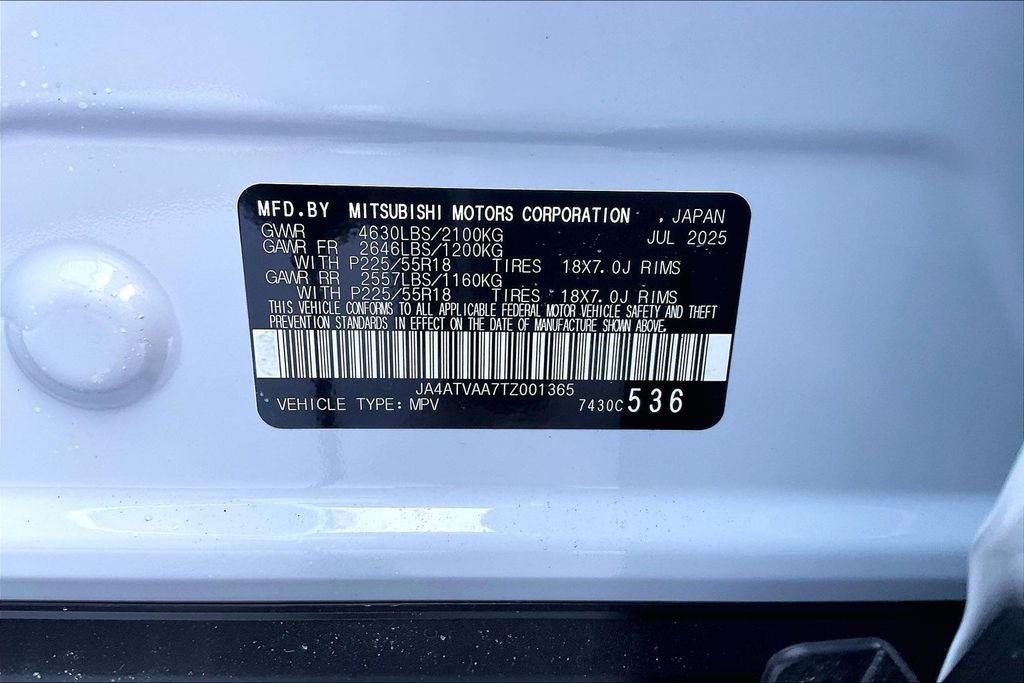 MFD.BY MITSUBISHI MOTORS CORPORATION , JAPAN
GVWR 4630LBS/2100KG JUL 2025
GAWR FR 2646LBS/1200KG
WITH P225/55R18 TIRES 18X7.0J RIMS
GAWR RR 2557LBS/1160KG
WITH P225/55R18 TIRES 18X7.0J RIMS
THIS VEHICLE CONFORMS TO ALL APPLICABLE FEDERAL MOTOR VEHICLE SAFETY AND THEFT
PREVENTION STANDARDS IN EFFECT ON THE DATE OF MANUFACTURE SHOWN ABOVE.
JA4ATVAA7TZ001365
VEHICLE TYPE: MPV 7430C 536